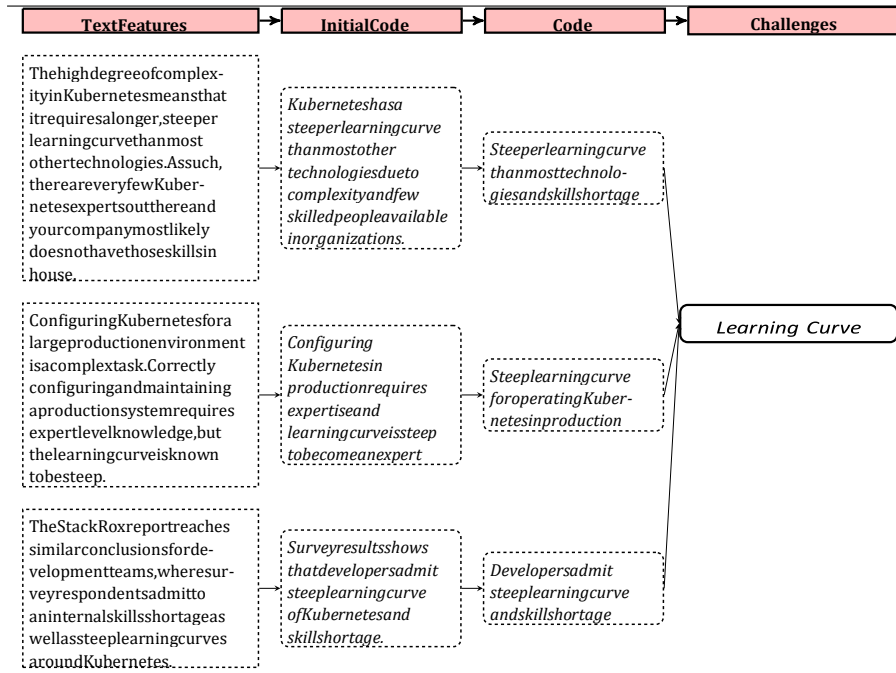 TextFeatures
InitialCode
Code
Challenges
Thehighdegreeofcomplex-
ityinKubernetesmeansthat
itrequiresalonger,steeper
learningcurvethanmost
othertechnologies.Assuch,
thereareveryfewKuber-
netesexpertsoutthereand
yourcompanymostlikely
doesnothavethoseskillsin
house.
Kuberneteshasa
steeperlearningcurve
thanmostother
technologiesdueto
complexityandfew
skilledpeopleavailable
inorganizations.
Steeperlearningcurve
thanmosttechnolo-
giesandskillshortage
ConfiguringKubernetesfora
largeproductionenvironment
isacomplextask.Correctly
configuringandmaintaining
aproductionsystemrequires
expertlevelknowledge,but
thelearningcurveisknown
tobesteep.
Configuring
Kubernetesin
productionrequires
expertiseand
learningcurveissteep
tobecomeanexpert
Steeplearningcurve
foroperatingKuber-
netesinproduction
Learning Curve
TheStackRoxreportreaches
similarconclusionsforde-
velopmentteams,wheresur-
veyrespondentsadmitto
aninternalskillsshortageas
wellassteeplearningcurves
aroundKubernetes.
Surveyresultsshows
thatdevelopersadmit
steeplearningcurve
ofKubernetesand
skillshortage.
Developersadmit
steeplearningcurve
andskillshortage